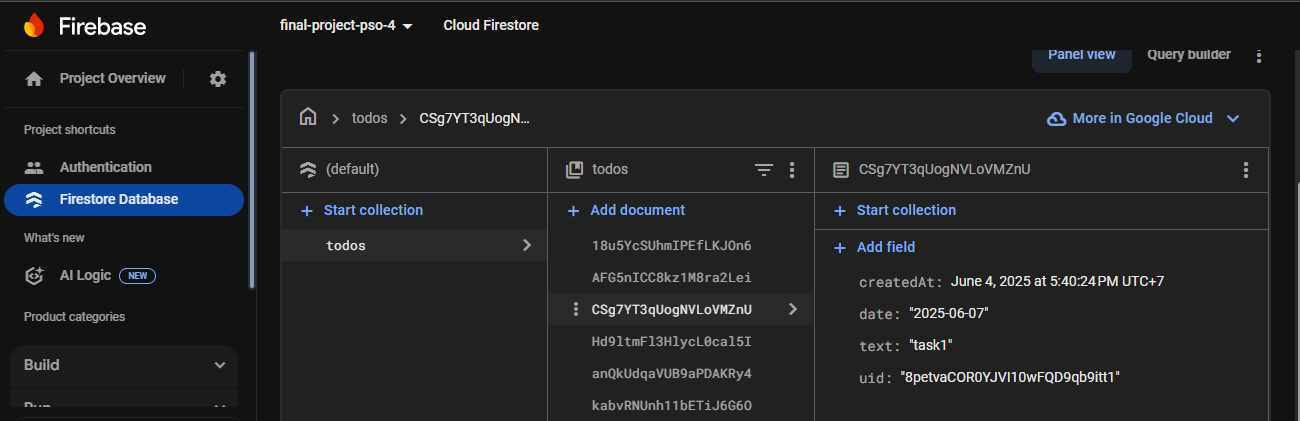 Firebase
final-project-pso-4
Cloud Firestore
Project Overview
Project shortcuts
Authentication
Firestore Database
What's new
AI Logic NEW
Product categories
Build
Run
Panel view
Query builder
todos
CSg7YT3qUogN...
More in Google Cloud
(default)
Start collection
todos
todos
Add document
18u5YcSUhmIPEfLKJOn6
AFG5nICC8kz1M8ra2Lei
CSg7YT3qUogNVLoVMZnU
Hd9ltmFl3HlycL0cal5I
anQkUdqaVUB9aPDAKRy4
kabvRNUnh11bETiJ6G6O
CSg7YT3qUogNVLoVMZnU
Start collection
Add field
createdAt: June 4, 2025 at 5:40:24 PM UTC+7
date: "2025-06-07"
text: "task1"
uid: "8petvaCOR0YJVI10wFQD9qb9itt1"